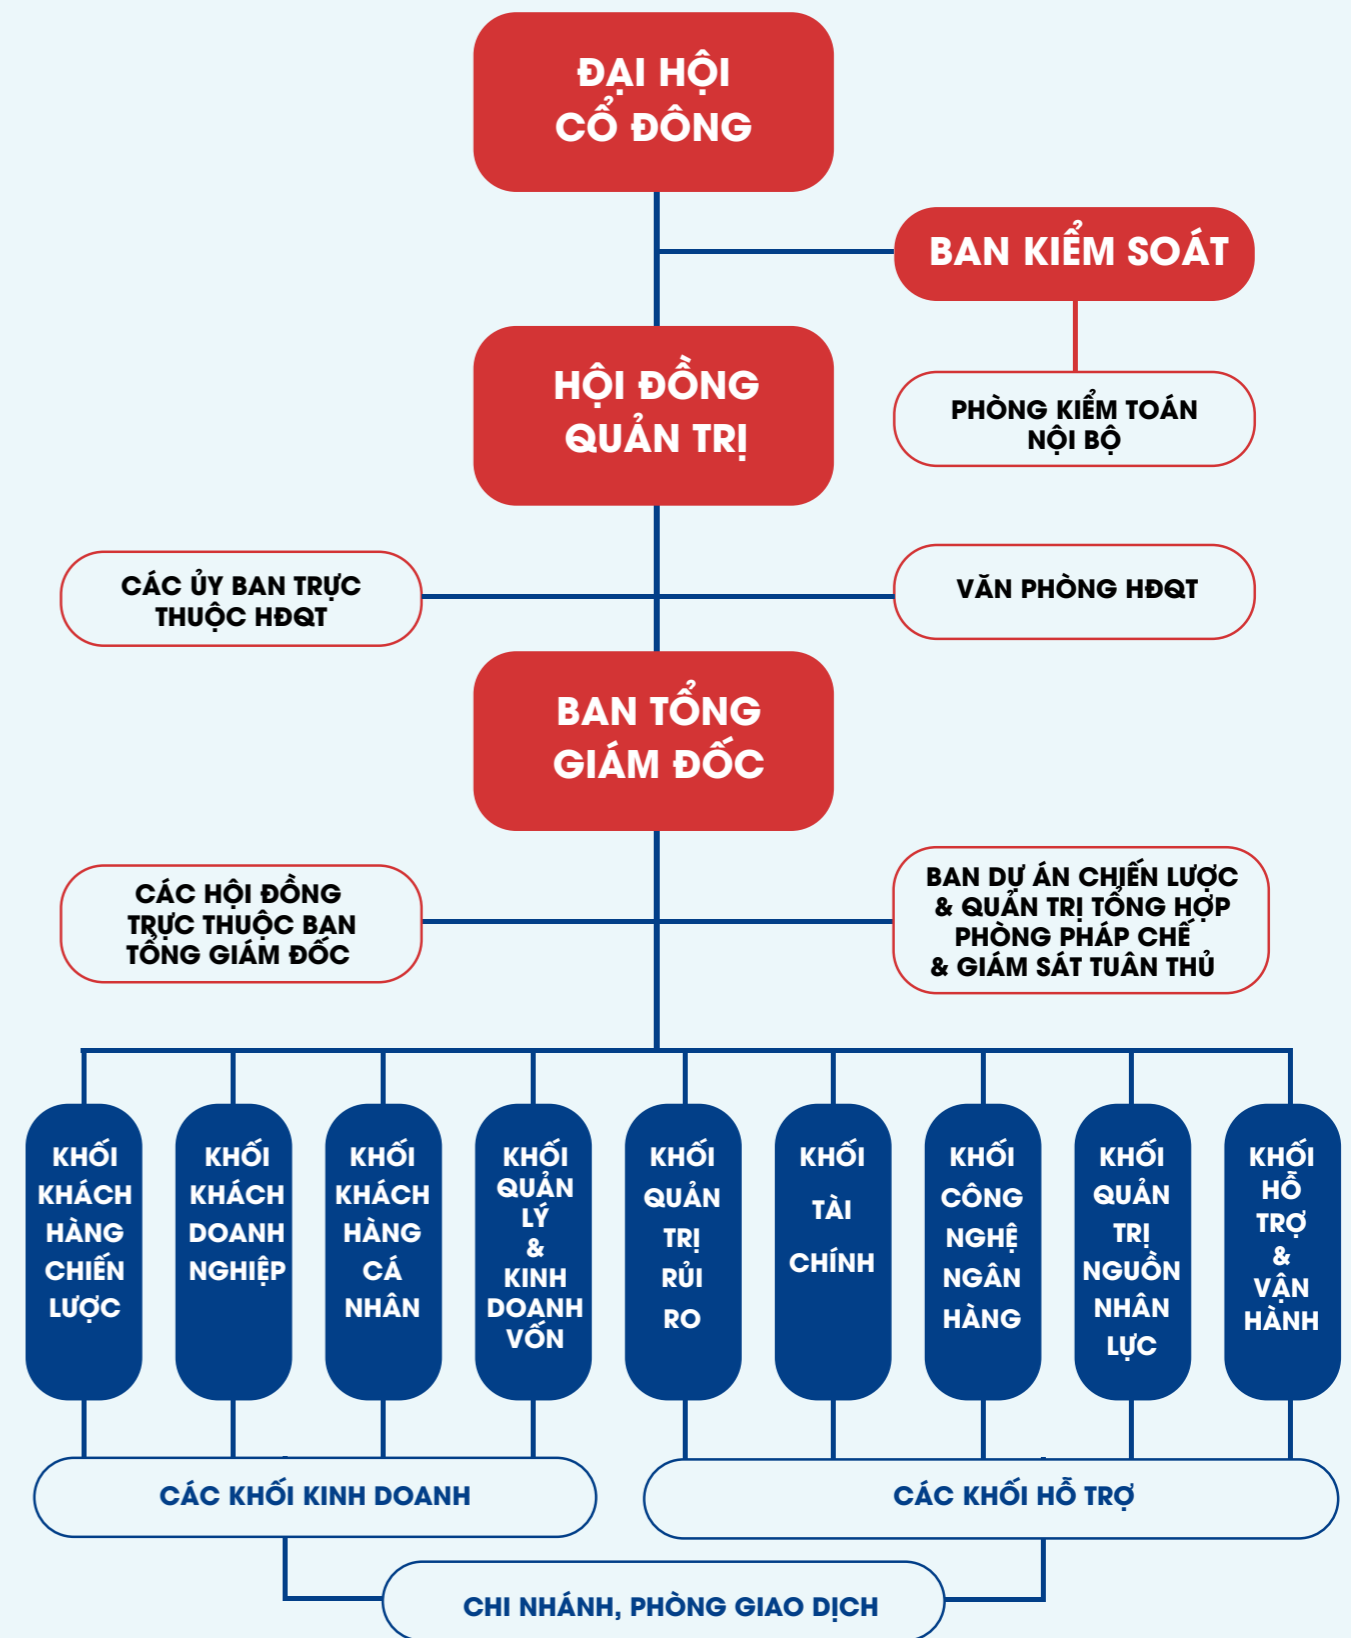 ĐẠI HỘI
CỔ ĐÔNG
BAN KIỂM SOÁT
HỘI ĐỒNG
QUẢN TRỊ
PHÒNG KIỂM TOÁN
NỘI BỘ
CÁC ỦY BAN TRỰC
THUỘC HĐQT
VĂN PHÒNG HĐQT
BAN TỔNG
GIÁM ĐỐC
CÁC HỘI ĐỒNG
TRỰC THUỘC BAN
TỔNG GIÁM ĐỐC
BAN DỰ ÁN CHIẾN LƯỢC
& QUẢN TRỊ TỔNG HỢP
PHÒNG PHÁP CHẾ
& GIÁM SÁT TUÂN THỦ
KHỐI
KHÁCH
HÀNG
CHIẾN
LƯỢC
KHỐI
KHÁCH
DOANH
NGHIỆP
KHỐI
KHÁCH
HÀNG
CÁ
NHÂN
KHỐI
QUẢN
LÝ
&
KINH
DOANH
VỐN
KHỐI
QUẢN
TRỊ
RỦI
RO
KHỐI
TÀI
CHÍNH
KHỐI
CÔNG
NGHỆ
NGÂN
HÀNG
KHỐI
QUẢN
TRỊ
NGUỒN
NHÂN
LỰC
KHỐI
HỖ
TRỢ
&
VẬN
HÀNH
CÁC KHỐI KINH DOANH
CÁC KHỐI HỖ TRỢ
CHI NHÁNH, PHÒNG GIAO DỊCH